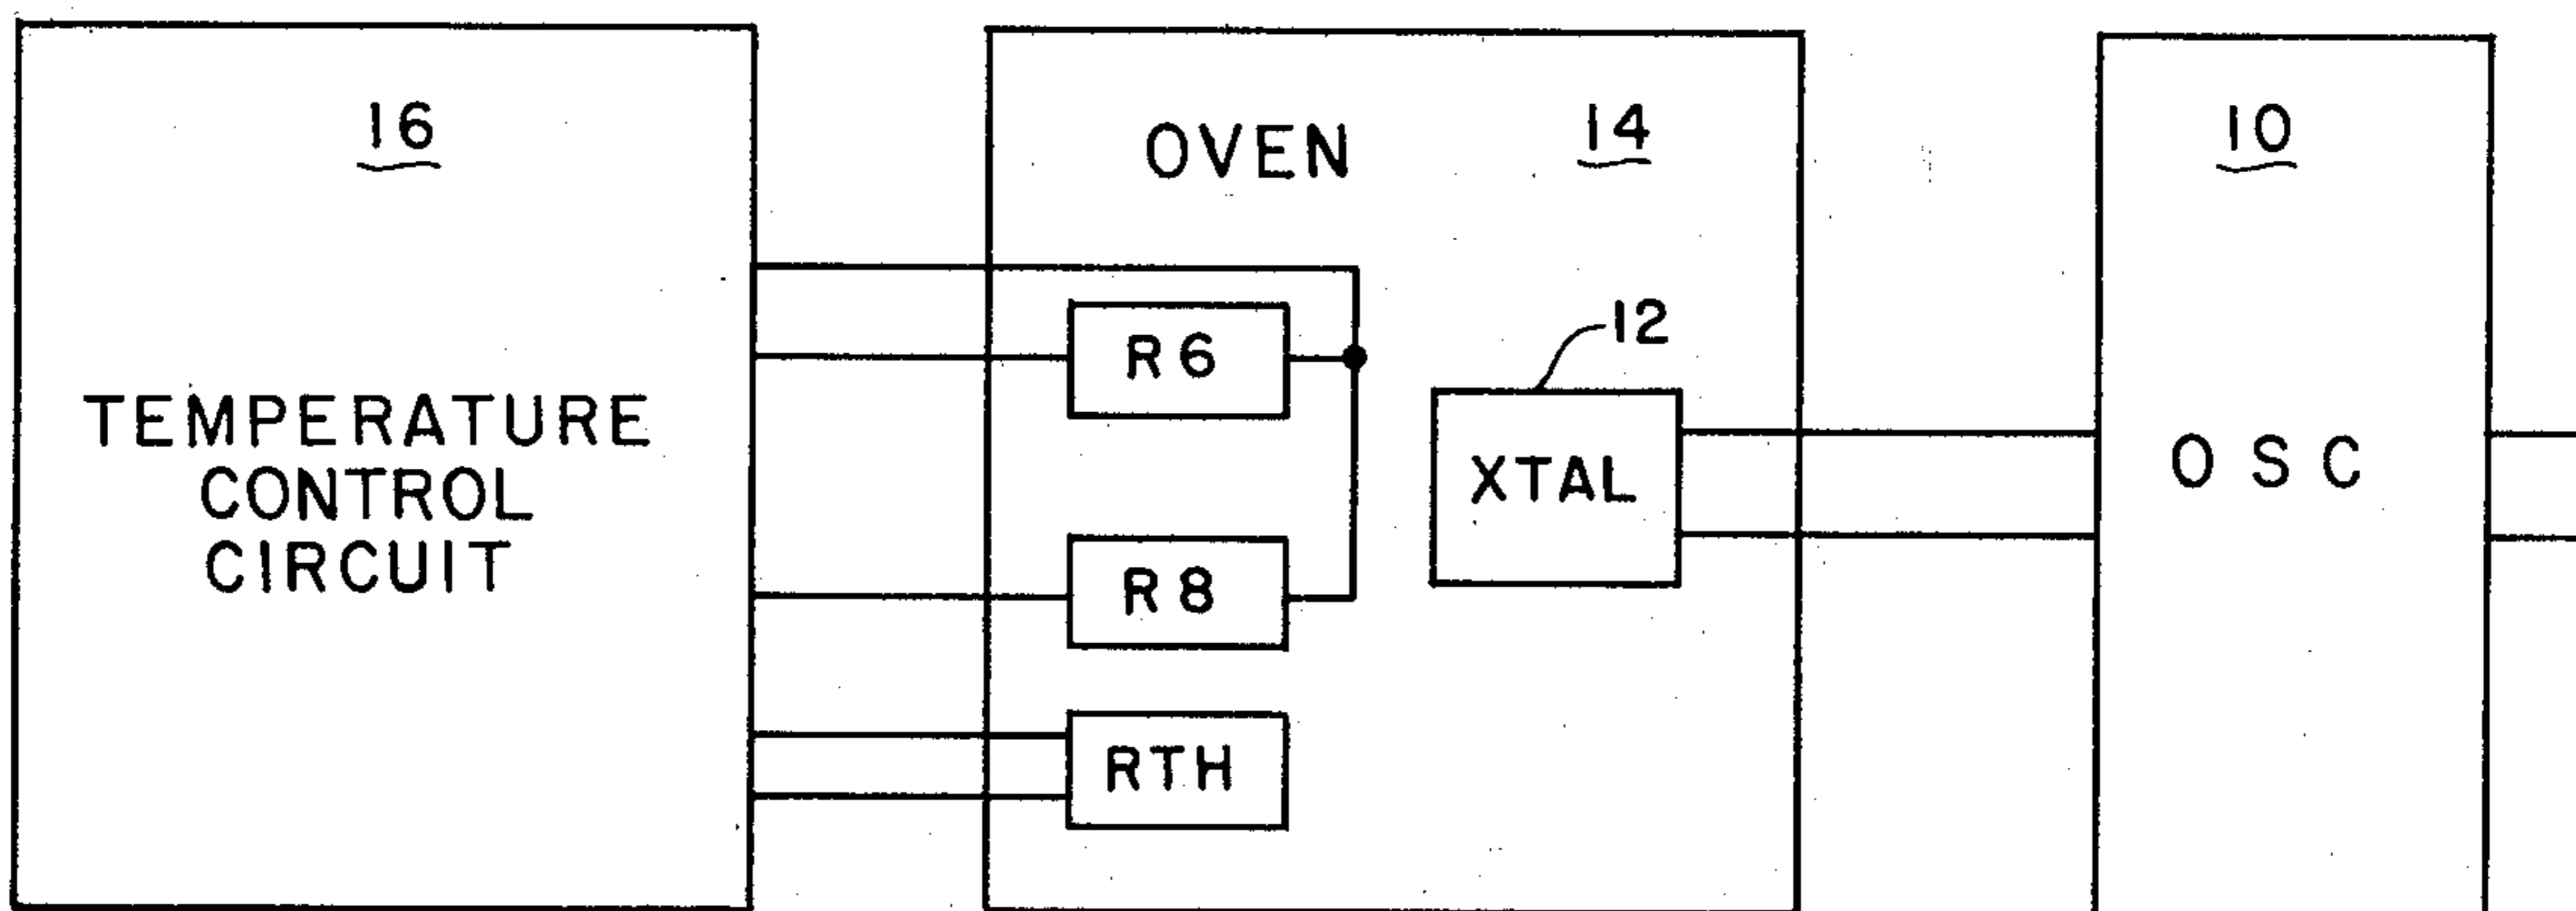 16
TEMPERATURE
CONTROL
CIRCUIT
OVEN
14
R6
R8
RTH
12
XTAL
10
OSC